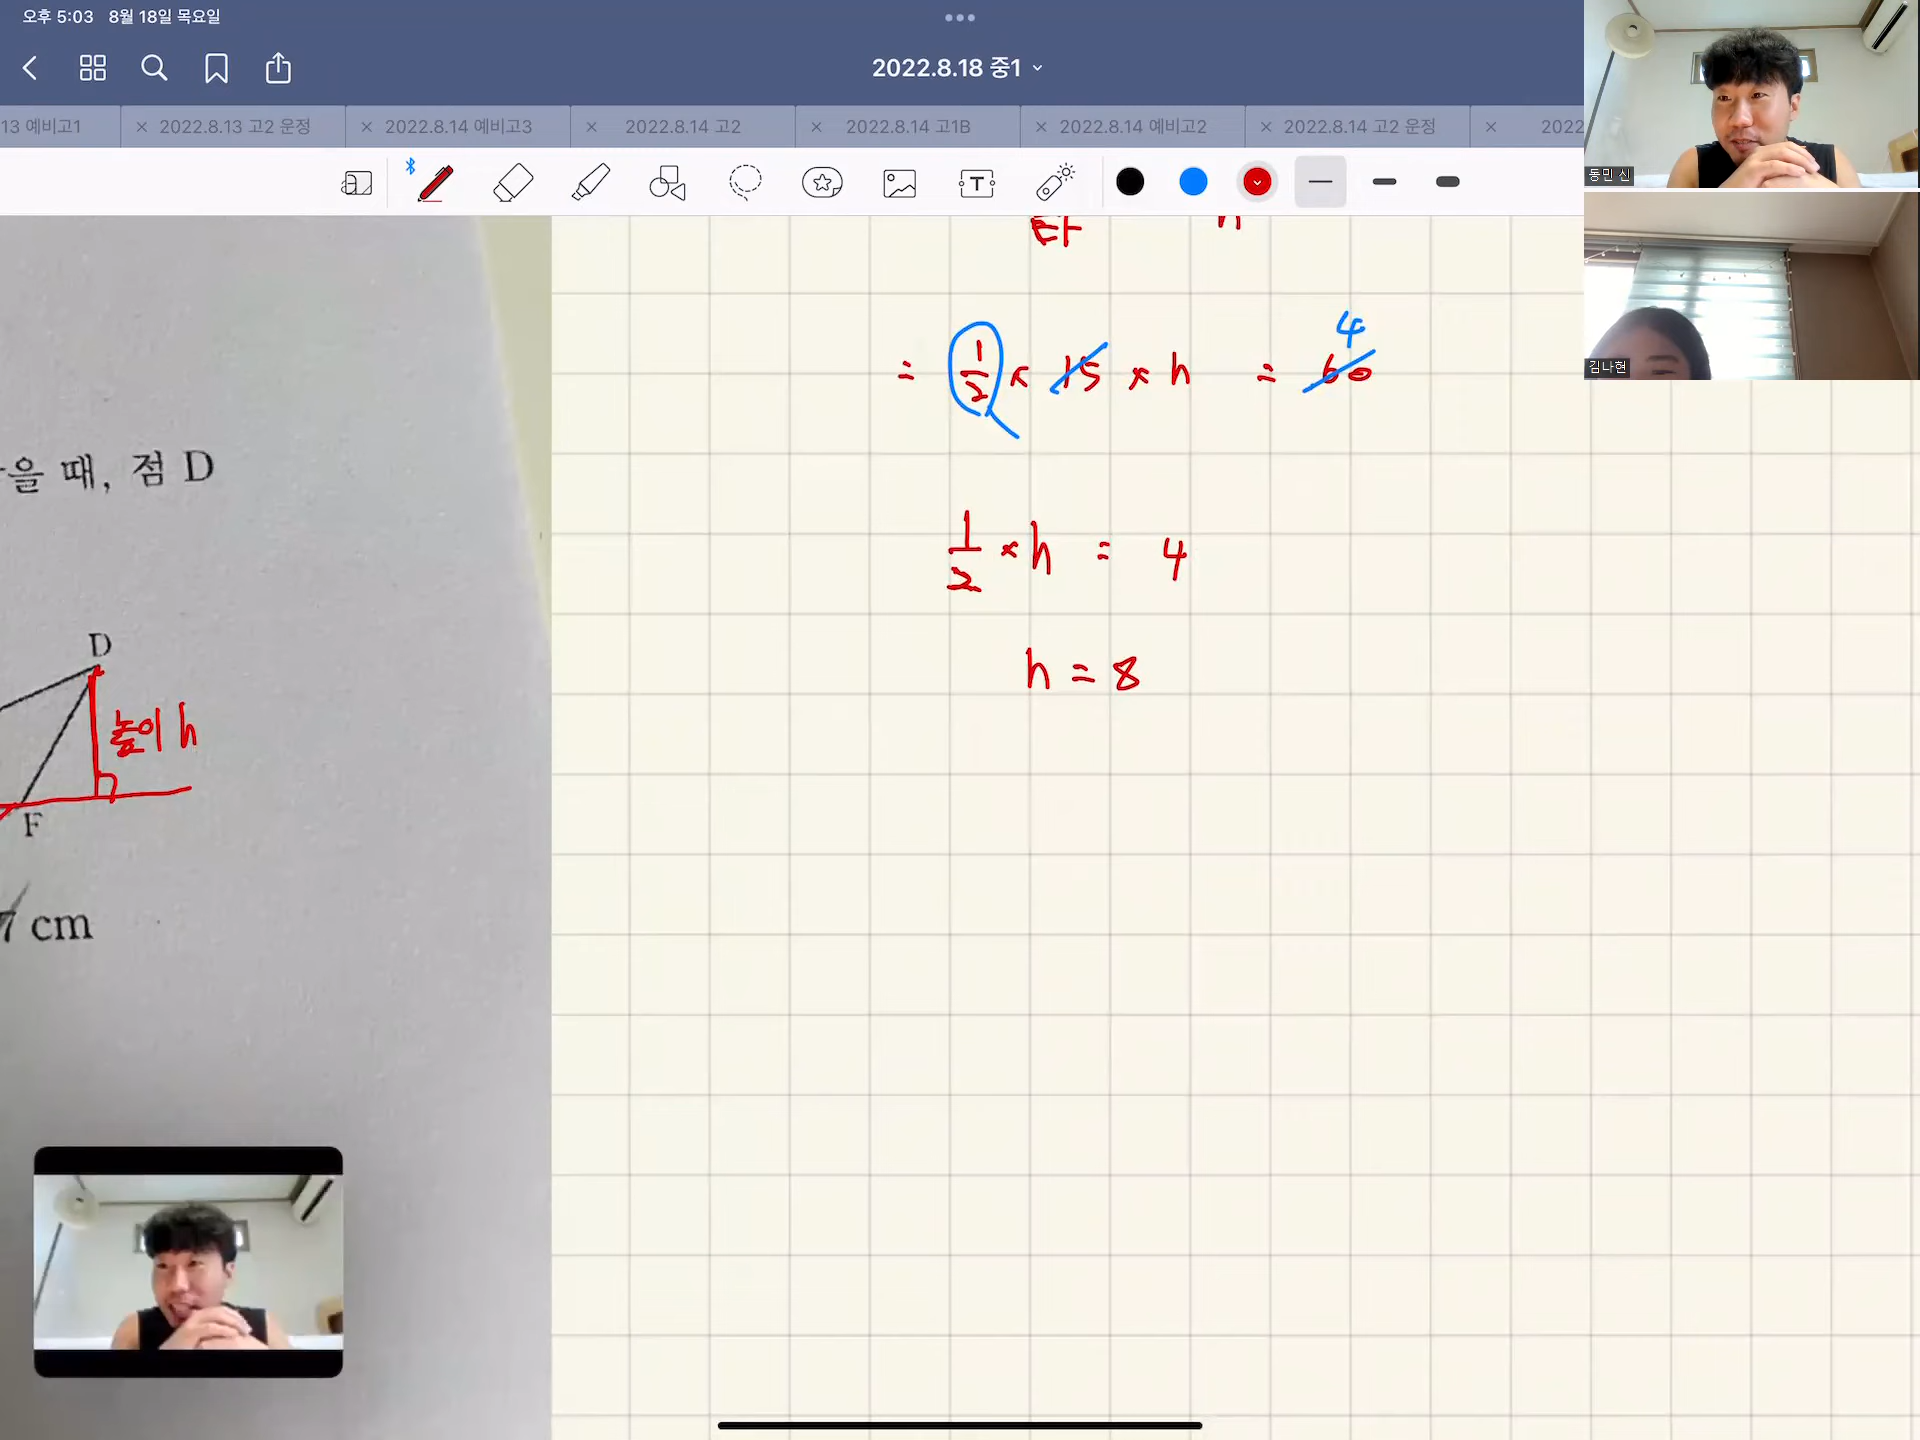 오후 5:03 8월 18일 목요일
2022.8.18 중1
13 예비고1
2022.8.13 고2 운정
2022.8.14 예비고3
2022.8.14 고2
2022.8.14 고1B
2022.8.14 예비고2
2022.8.14 고2 운정
2022
T
동민 신
김나현
4
= 1/2 × 15 × h = 60
1/2 × h = 4
h = 8
을 때, 점 D
D
높이 h
F
7 cm